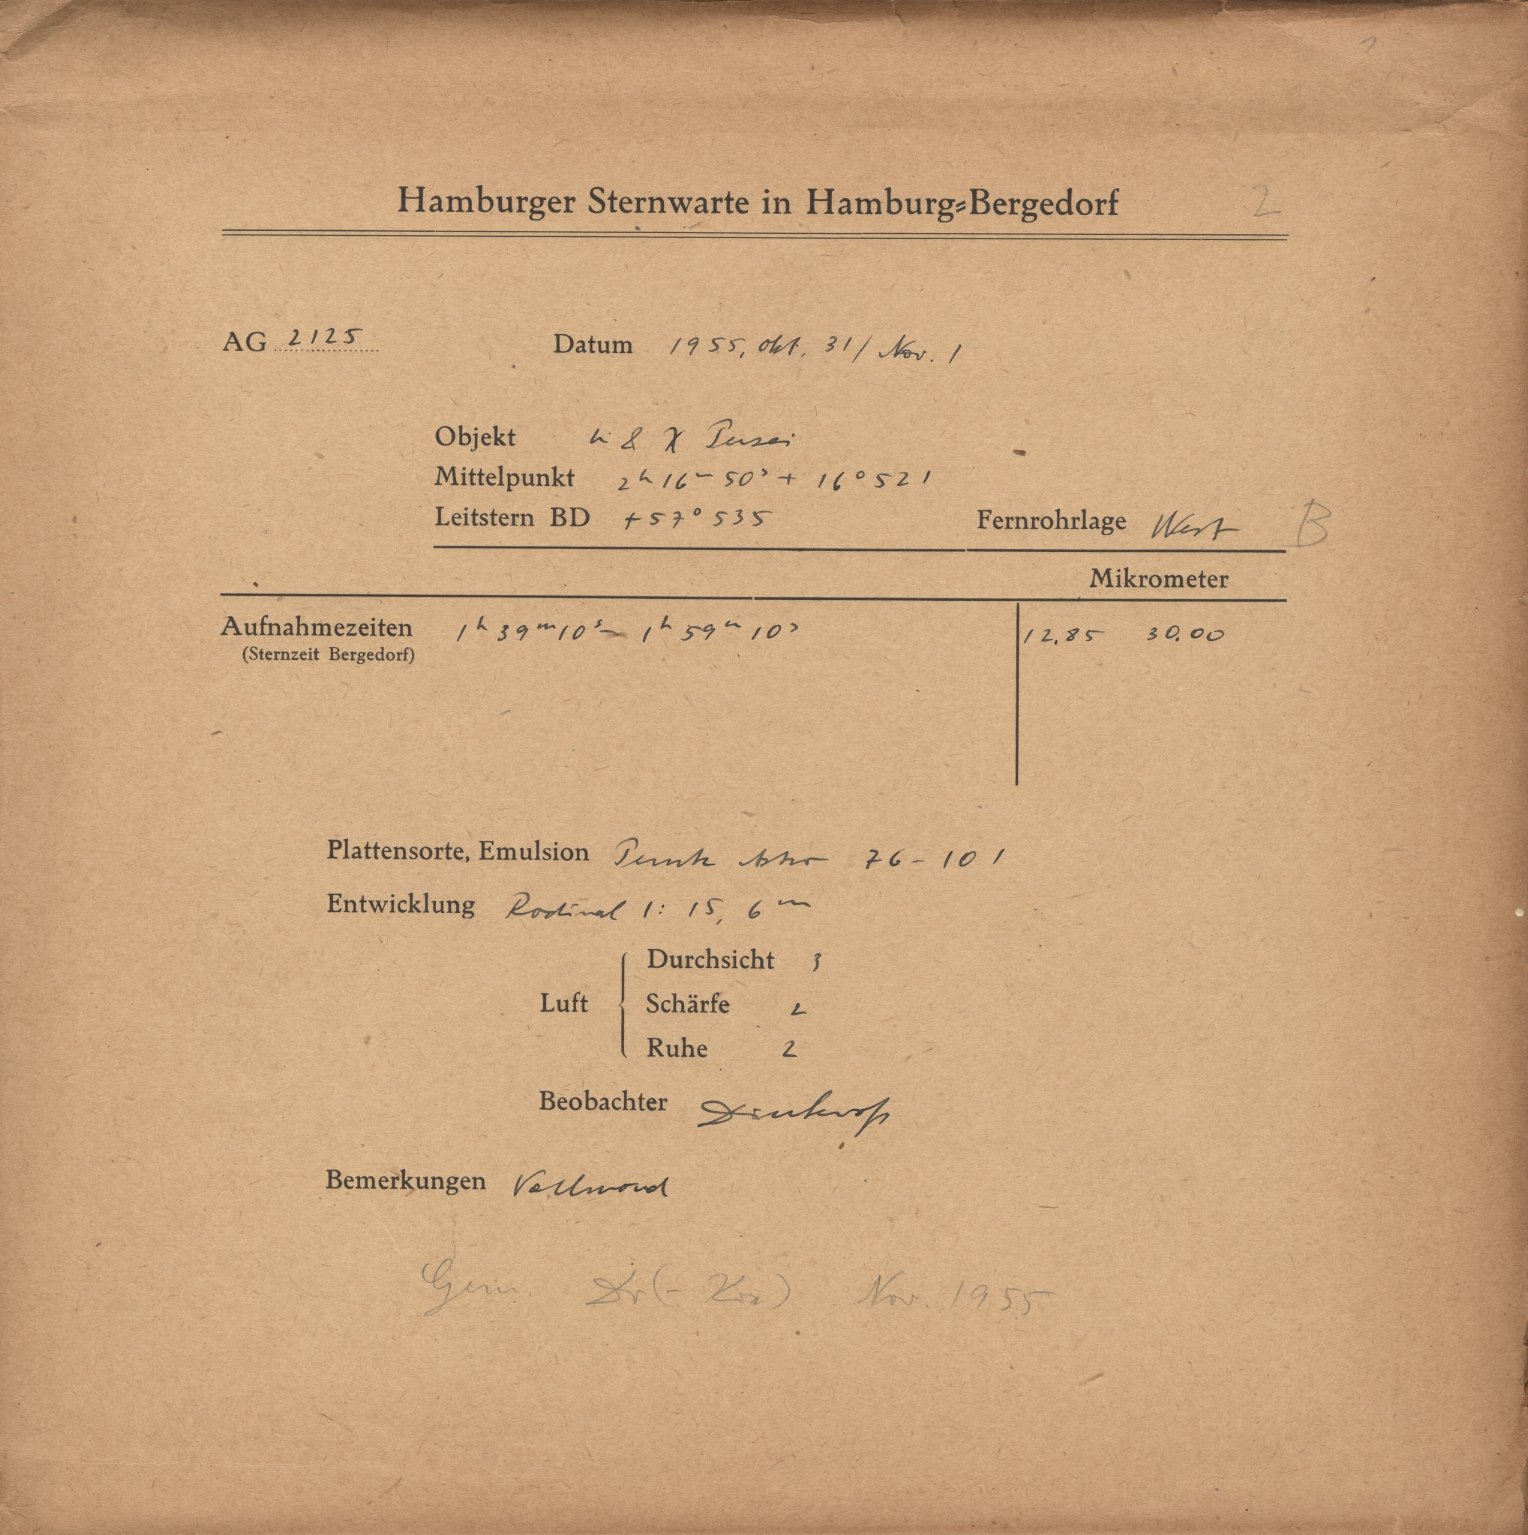 1
Hamburger Sternwarte in Hamburg-Bergedorf 2
AG 2125 Datum 1955, Okt. 31/ Nov. 1
Objekt h & χ Persei
Mittelpunkt 2h 16m 50s + 16° 521
Leitstern BD +57° 535 Fernrohrlage West B
Mikrometer
Aufnahmezeiten 1h 39m 10s – 1h 59m 10s 12.85 30.00
(Sternzeit Bergedorf)
Plattensorte, Emulsion Perutz Astro 76-101
Entwicklung Rodinal 1:15, 6m
Durchsicht 3
Luft Schärfe 2
Ruhe 2
Beobachter
Bemerkungen Vollmond
Gem. Nov. 1955